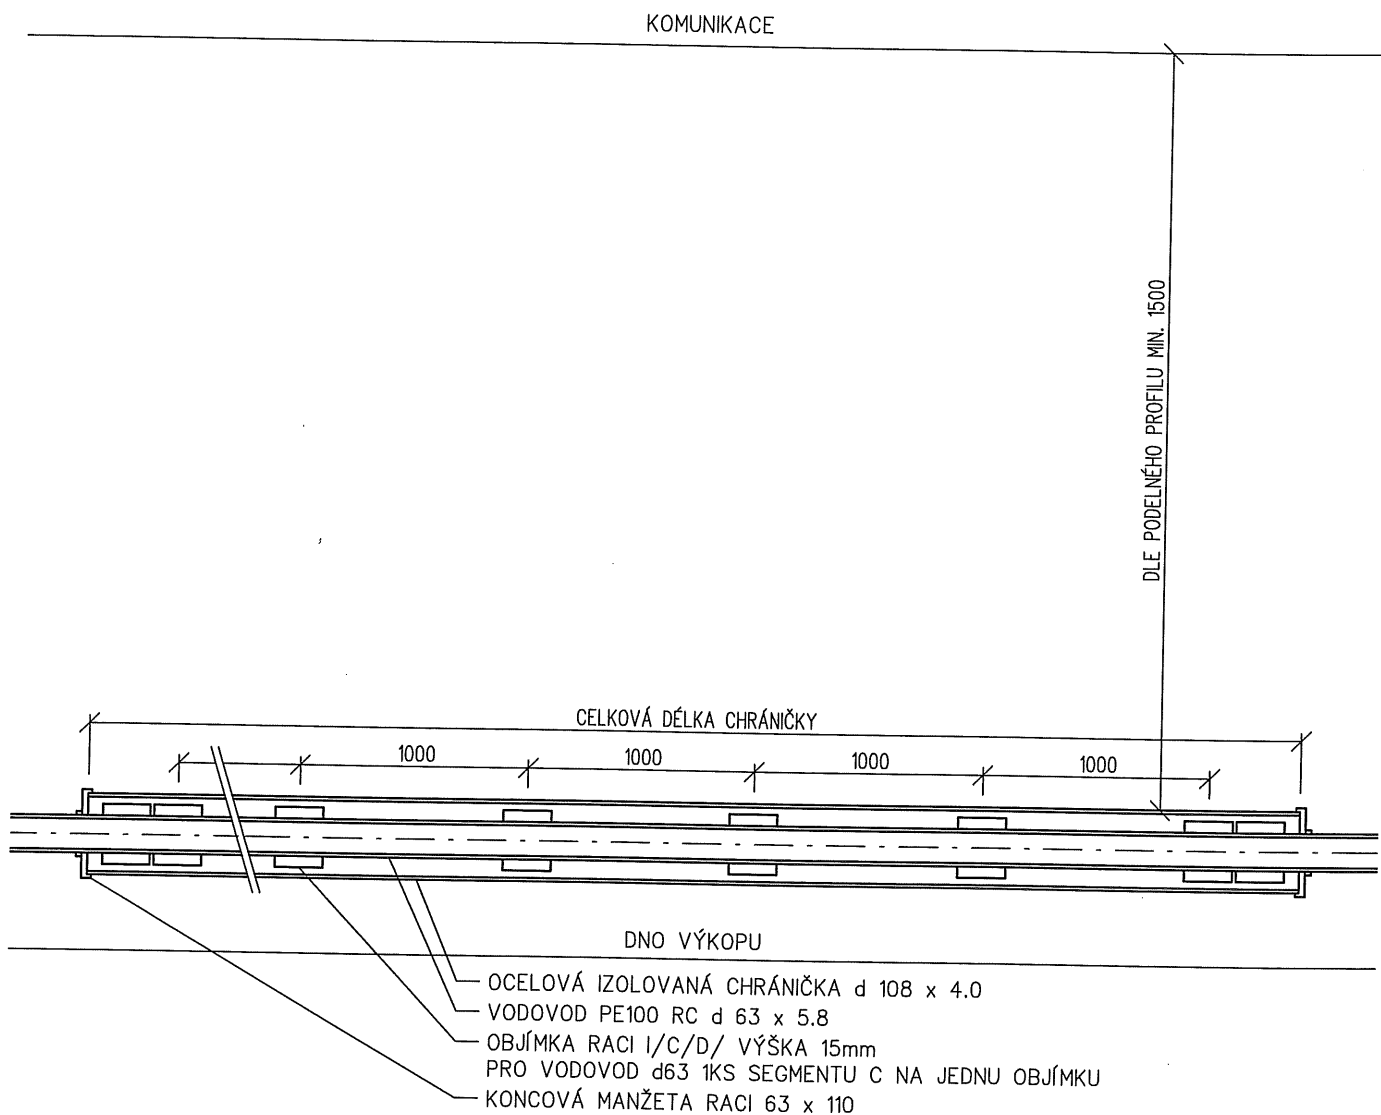 KOMUNIKACE
DLE PODELNÉHO PROFILU MIN. 1500
CELKOVÁ DÉLKA CHRÁNIČKY
1000
1000
1000
1000
DNO VÝKOPU
OCELOVÁ IZOLOVANÁ CHRÁNIČKA d 108 x 4.0
VODOVOD PE100 RC d 63 x 5.8
OBJÍMKA RACI I/C/D/ VÝŠKA 15mm
PRO VODOVOD d63 1KS SEGMENTU C NA JEDNU OBJÍMKU
KONCOVÁ MANŽETA RACI 63 x 110